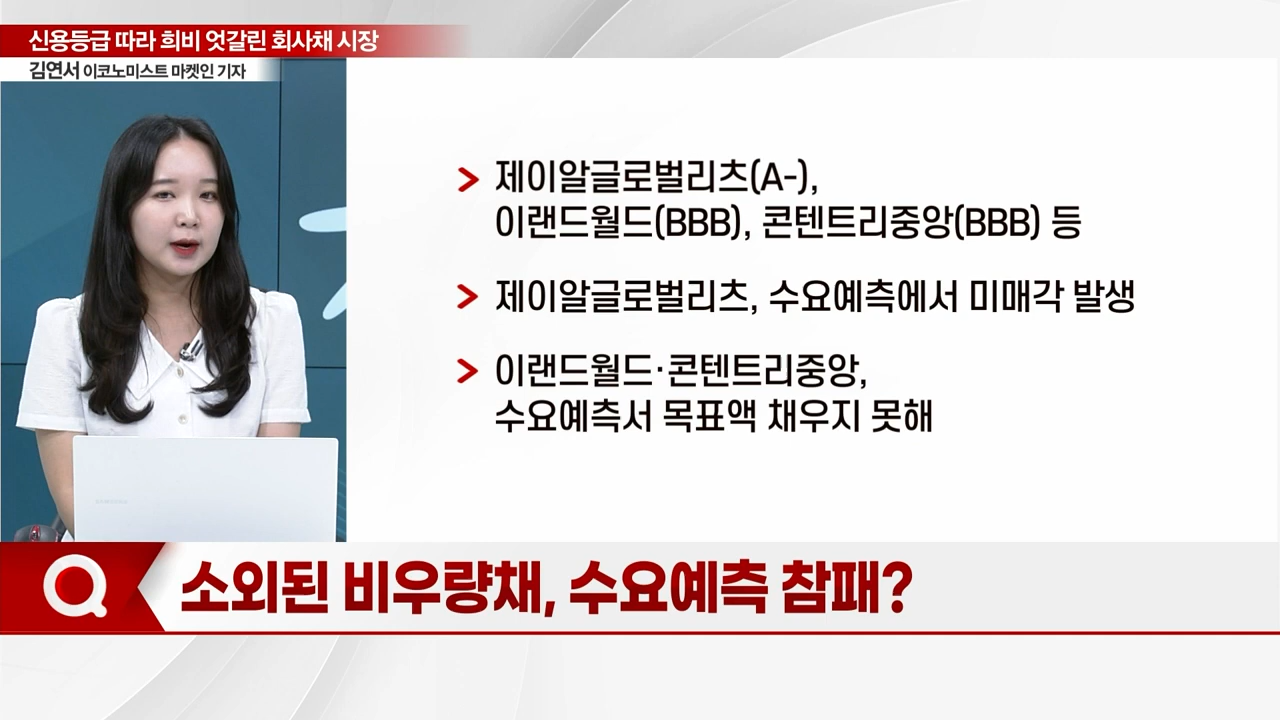 신용등급 따라 희비 엇갈린 회사채 시장
김연서 이코노미스트 마켓인 기자
> 제이알글로벌리츠(A-),
이랜드월드(BBB), 콘텐트리중앙(BBB) 등
> 제이알글로벌리츠, 수요예측에서 미매각 발생
> 이랜드월드·콘텐트리중앙,
수요예측서 목표액 채우지 못해
Q 소외된 비우량채, 수요예측 참패?